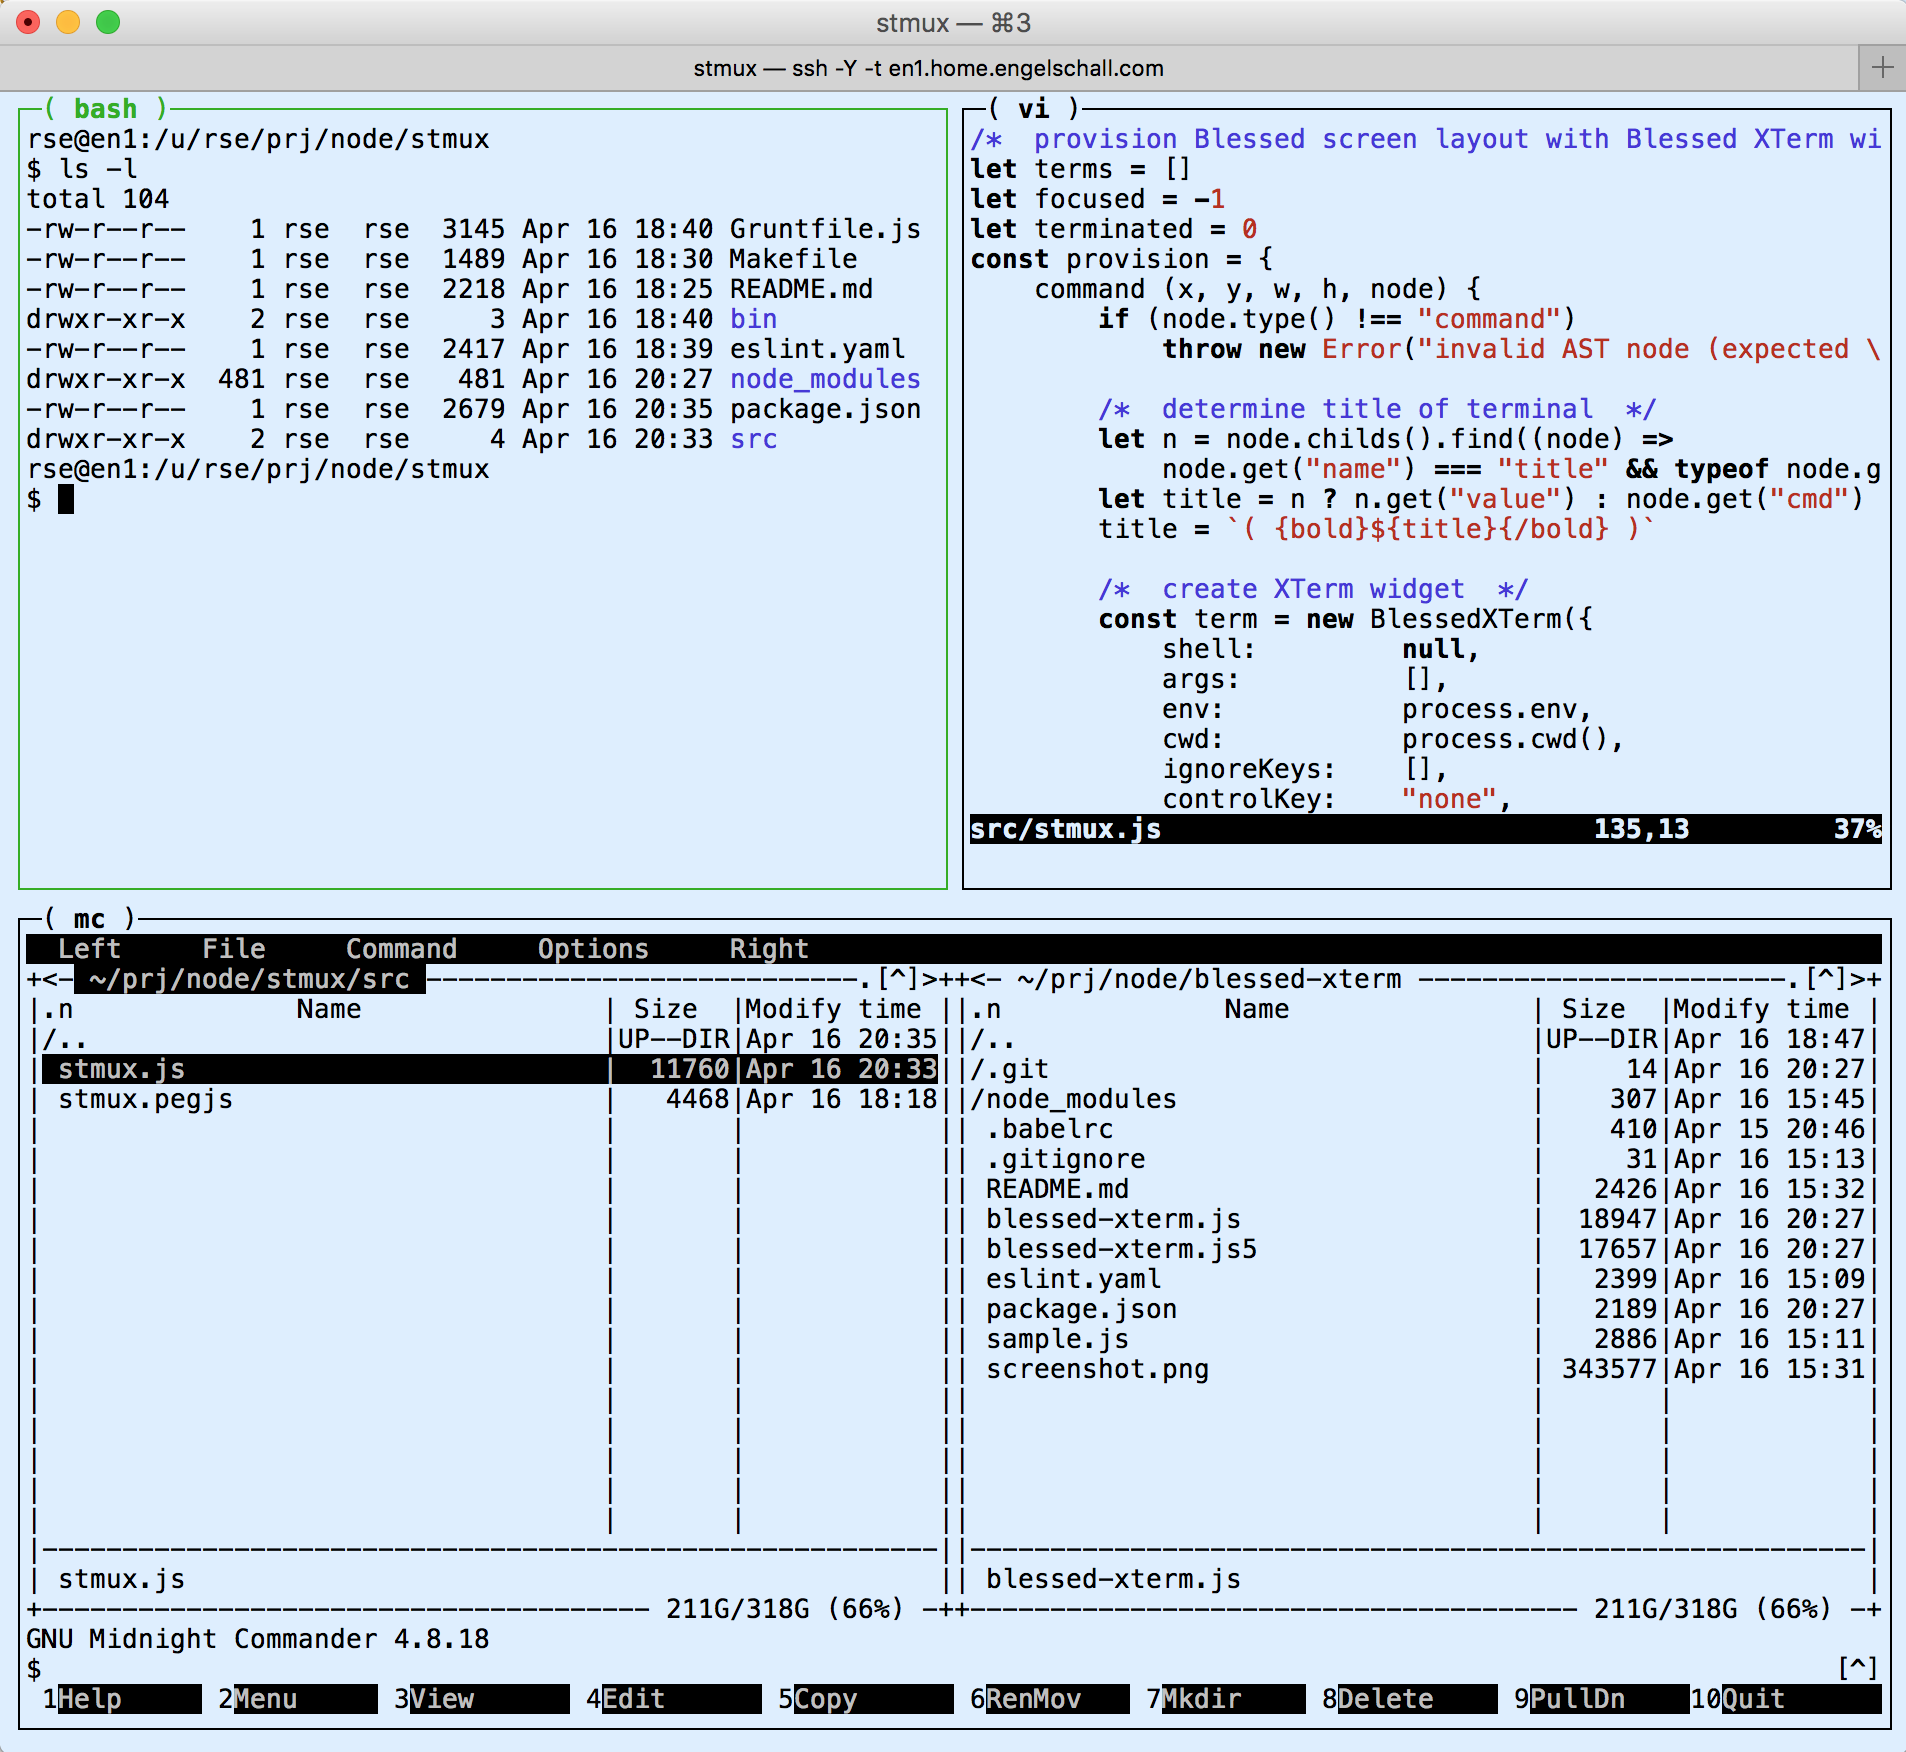 stmux — ⌘3
stmux — ssh -Y -t en1.home.engelschall.com
( bash )
rse@en1:/u/rse/prj/node/stmux
$ ls -l
total 104
-rw-r--r--    1 rse  rse  3145 Apr 16 18:40 Gruntfile.js
-rw-r--r--    1 rse  rse  1489 Apr 16 18:30 Makefile
-rw-r--r--    1 rse  rse  2218 Apr 16 18:25 README.md
drwxr-xr-x    2 rse  rse     3 Apr 16 18:40 bin
-rw-r--r--    1 rse  rse  2417 Apr 16 18:39 eslint.yaml
drwxr-xr-x  481 rse  rse   481 Apr 16 20:27 node_modules
-rw-r--r--    1 rse  rse  2679 Apr 16 20:35 package.json
drwxr-xr-x    2 rse  rse     4 Apr 16 20:33 src
rse@en1:/u/rse/prj/node/stmux
$
( vi )
/*  provision Blessed screen layout with Blessed XTerm wi
let terms = []
let focused = -1
let terminated = 0
const provision = {
    command (x, y, w, h, node) {
        if (node.type() !== "command")
            throw new Error("invalid AST node (expected \
        /*  determine title of terminal  */
        let n = node.childs().find((node) =>
            node.get("name") === "title" && typeof node.g
        let title = n ? n.get("value") : node.get("cmd")
        title = `( {bold}${title}{/bold} )`
        /*  create XTerm widget  */
        const term = new BlessedXTerm({
            shell:         null,
            args:          [],
            env:           process.env,
            cwd:           process.cwd(),
            ignoreKeys:    [],
            controlKey:    "none",
src/stmux.js                           135,13         37%
( mc )
Left     File     Command     Options     Right
+<- ~/prj/node/stmux/src ---------------------------.[^]>++<- ~/prj/node/blessed-xterm -----------------------.[^]>+
|.n              Name               | Size  |Modify time ||.n              Name               | Size  |Modify time |
|/..                                |UP--DIR|Apr 16 20:35||/..                                |UP--DIR|Apr 16 18:47|
| stmux.js                          |  11760|Apr 16 20:33||/.git                              |     14|Apr 16 20:27|
| stmux.pegjs                       |   4468|Apr 16 18:18||/node_modules                      |    307|Apr 16 15:45|
|                                   |       |            || .babelrc                          |    410|Apr 15 20:46|
|                                   |       |            || .gitignore                        |     31|Apr 16 15:13|
|                                   |       |            || README.md                         |   2426|Apr 16 15:32|
|                                   |       |            || blessed-xterm.js                  |  18947|Apr 16 20:27|
|                                   |       |            || blessed-xterm.js5                 |  17657|Apr 16 20:27|
|                                   |       |            || eslint.yaml                       |   2399|Apr 16 15:09|
|                                   |       |            || package.json                      |   2189|Apr 16 20:27|
|                                   |       |            || sample.js                         |   2886|Apr 16 15:11|
|                                   |       |            || screenshot.png                    | 343577|Apr 16 15:31|
| stmux.js                                               || blessed-xterm.js                                       |
+-------------------------------------- 211G/318G (66%) -++-------------------------------------- 211G/318G (66%) -+
GNU Midnight Commander 4.8.18
$ [^]
1Help 2Menu 3View 4Edit 5Copy 6RenMov 7Mkdir 8Delete 9PullDn 10Quit